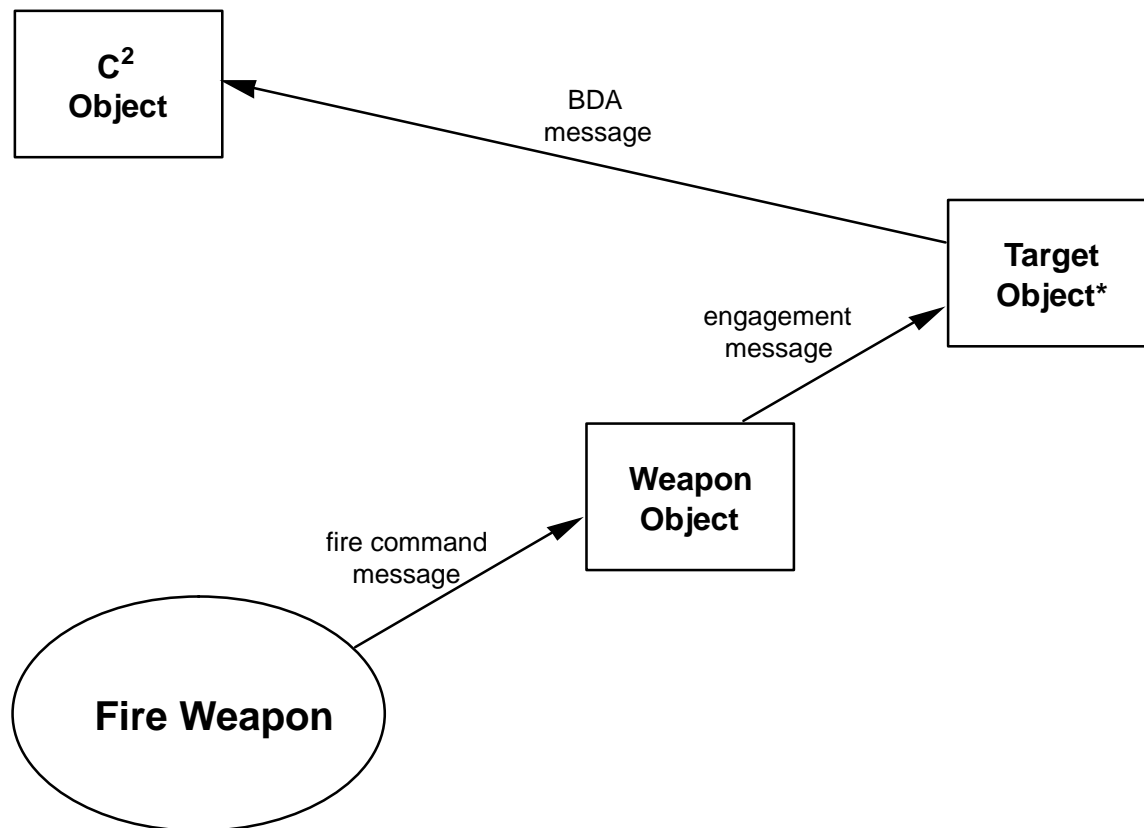 C²
Object
BDA
message
Target
Object*
engagement
message
Weapon
Object
fire command
message
Fire Weapon